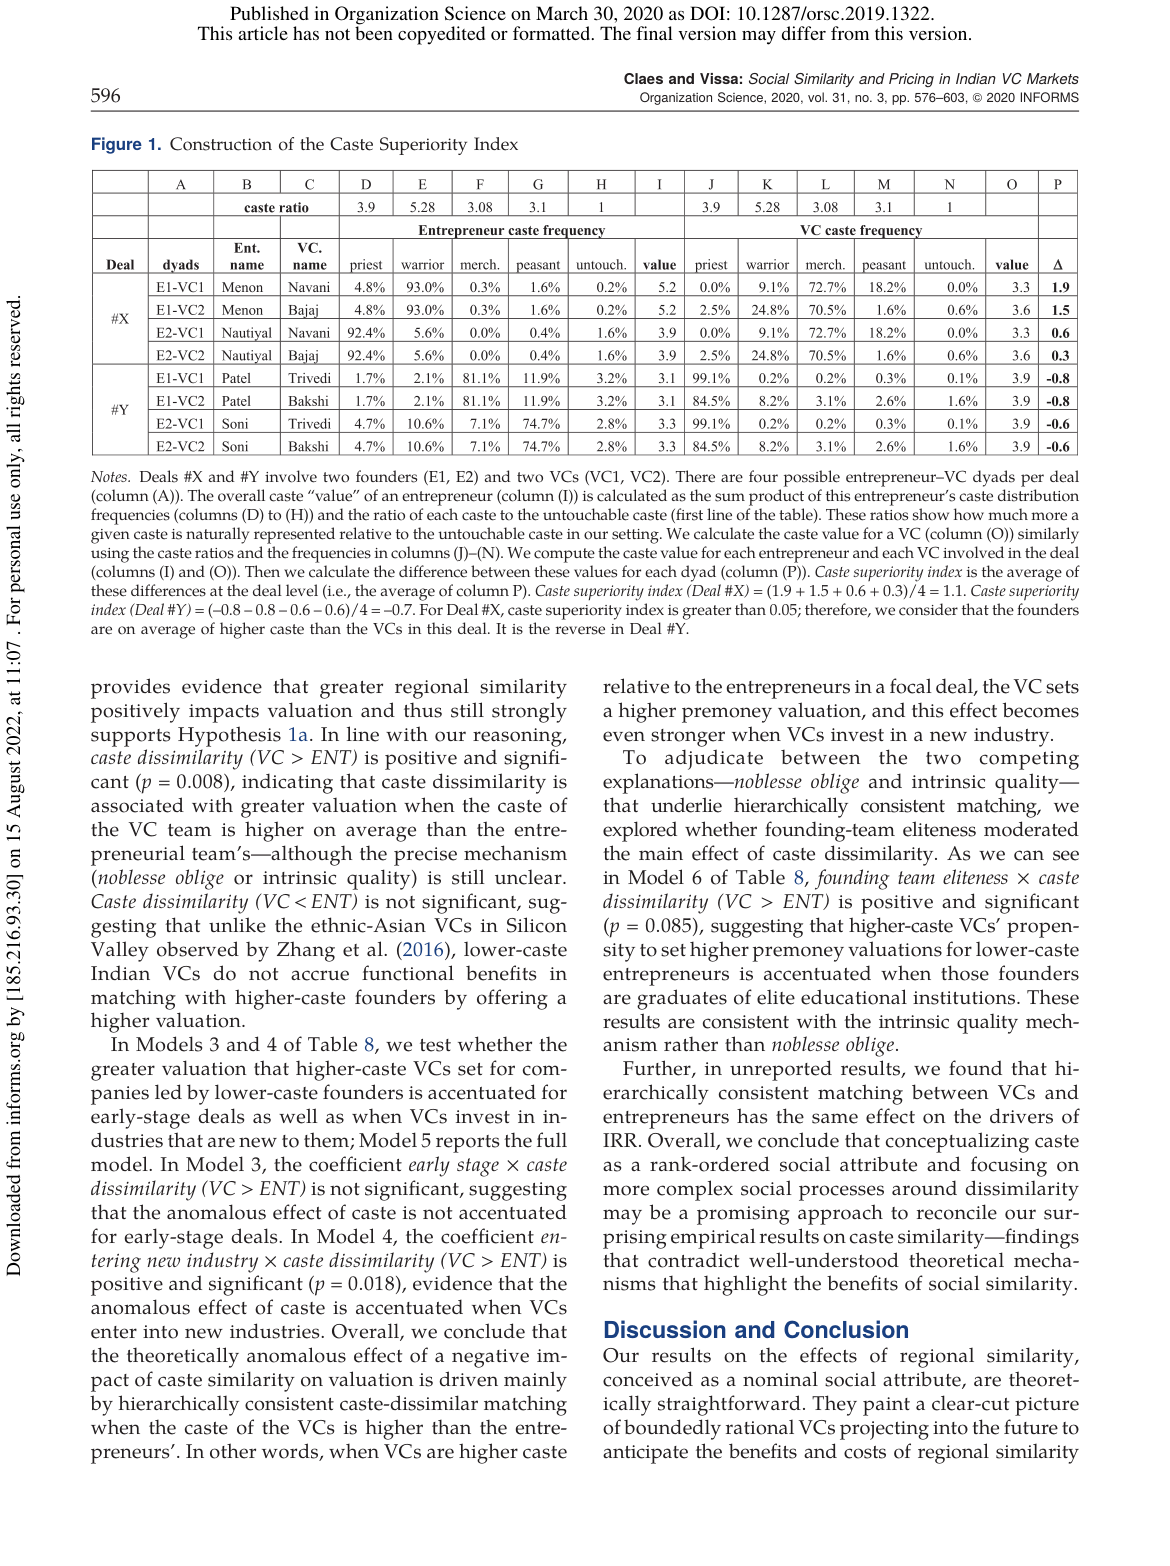 Published in Organization Science on March 30, 2020 as DOI: 10.1287/orsc.2019.1322.
This article has not been copyedited or formatted. The final version may differ from this version.
Claes and Vissa: Social Similarity and Pricing in Indian VC Markets
596 Organization Science, 2020, vol. 31, no. 3, pp. 576–603, © 2020 INFORMS
Figure 1. Construction of the Caste Superiority Index
A B C D E F G H I J K L M N O P
caste ratio 3.9 5.28 3.08 3.1 1 3.9 5.28 3.08 3.1 1
Entrepreneur caste frequency VC caste frequency
Deal dyads Ent. name VC. name priest warrior merch. peasant untouch. value priest warrior merch. peasant untouch. value Δ
#X
E1-VC1 Menon Navani 4.8% 93.0% 0.3% 1.6% 0.2% 5.2 0.0% 9.1% 72.7% 18.2% 0.0% 3.3 1.9
E1-VC2 Menon Bajaj 4.8% 93.0% 0.3% 1.6% 0.2% 5.2 2.5% 24.8% 70.5% 1.6% 0.6% 3.6 1.5
E2-VC1 Nautiyal Navani 92.4% 5.6% 0.0% 0.4% 1.6% 3.9 0.0% 9.1% 72.7% 18.2% 0.0% 3.3 0.6
E2-VC2 Nautiyal Bajaj 92.4% 5.6% 0.0% 0.4% 1.6% 3.9 2.5% 24.8% 70.5% 1.6% 0.6% 3.6 0.3
#Y
E1-VC1 Patel Trivedi 1.7% 2.1% 81.1% 11.9% 3.2% 3.1 99.1% 0.2% 0.2% 0.3% 0.1% 3.9 -0.8
E1-VC2 Patel Bakshi 1.7% 2.1% 81.1% 11.9% 3.2% 3.1 84.5% 8.2% 3.1% 2.6% 1.6% 3.9 -0.8
E2-VC1 Soni Trivedi 4.7% 10.6% 7.1% 74.7% 2.8% 3.3 99.1% 0.2% 0.2% 0.3% 0.1% 3.9 -0.6
E2-VC2 Soni Bakshi 4.7% 10.6% 7.1% 74.7% 2.8% 3.3 84.5% 8.2% 3.1% 2.6% 1.6% 3.9 -0.6
Notes. Deals #X and #Y involve two founders (E1, E2) and two VCs (VC1, VC2). There are four possible entrepreneur–VC dyads per deal
(column (A)). The overall caste “value” of an entrepreneur (column (I)) is calculated as the sum product of this entrepreneur’s caste distribution
frequencies (columns (D) to (H)) and the ratio of each caste to the untouchable caste (first line of the table). These ratios show how much more a
given caste is naturally represented relative to the untouchable caste in our setting. We calculate the caste value for a VC (column (O)) similarly
using the caste ratios and the frequencies in columns (J)–(N). We compute the caste value for each entrepreneur and each VC involved in the deal
(columns (I) and (O)). Then we calculate the difference between these values for each dyad (column (P)). Caste superiority index is the average of
these differences at the deal level (i.e., the average of column P). Caste superiority index (Deal #X) = (1.9 + 1.5 + 0.6 + 0.3)/4 = 1.1. Caste superiority
index (Deal #Y) = (–0.8 – 0.8 – 0.6 – 0.6)/4 = –0.7. For Deal #X, caste superiority index is greater than 0.05; therefore, we consider that the founders
are on average of higher caste than the VCs in this deal. It is the reverse in Deal #Y.
provides evidence that greater regional similarity
positively impacts valuation and thus still strongly
supports Hypothesis 1a. In line with our reasoning,
caste dissimilarity (VC > ENT) is positive and signifi-
cant (p = 0.008), indicating that caste dissimilarity is
associated with greater valuation when the caste of
the VC team is higher on average than the entre-
preneurial team’s—although the precise mechanism
(noblesse oblige or intrinsic quality) is still unclear.
Caste dissimilarity (VC < ENT) is not significant, sug-
gesting that unlike the ethnic-Asian VCs in Silicon
Valley observed by Zhang et al. (2016), lower-caste
Indian VCs do not accrue functional benefits in
matching with higher-caste founders by offering a
higher valuation.
In Models 3 and 4 of Table 8, we test whether the
greater valuation that higher-caste VCs set for com-
panies led by lower-caste founders is accentuated for
early-stage deals as well as when VCs invest in in-
dustries that are new to them; Model 5 reports the full
model. In Model 3, the coefficient early stage × caste
dissimilarity (VC > ENT) is not significant, suggesting
that the anomalous effect of caste is not accentuated
for early-stage deals. In Model 4, the coefficient en-
tering new industry × caste dissimilarity (VC > ENT) is
positive and significant (p = 0.018), evidence that the
anomalous effect of caste is accentuated when VCs
enter into new industries. Overall, we conclude that
the theoretically anomalous effect of a negative im-
pact of caste similarity on valuation is driven mainly
by hierarchically consistent caste-dissimilar matching
when the caste of the VCs is higher than the entre-
preneurs’. In other words, when VCs are higher caste
relative to the entrepreneurs in a focal deal, the VC sets
a higher premoney valuation, and this effect becomes
even stronger when VCs invest in a new industry.
To adjudicate between the two competing
explanations—noblesse oblige and intrinsic quality—
that underlie hierarchically consistent matching, we
explored whether founding-team eliteness moderated
the main effect of caste dissimilarity. As we can see
in Model 6 of Table 8, founding team eliteness × caste
dissimilarity (VC > ENT) is positive and significant
(p = 0.085), suggesting that higher-caste VCs’ propen-
sity to set higher premoney valuations for lower-caste
entrepreneurs is accentuated when those founders
are graduates of elite educational institutions. These
results are consistent with the intrinsic quality mech-
anism rather than noblesse oblige.
Further, in unreported results, we found that hi-
erarchically consistent matching between VCs and
entrepreneurs has the same effect on the drivers of
IRR. Overall, we conclude that conceptualizing caste
as a rank-ordered social attribute and focusing on
more complex social processes around dissimilarity
may be a promising approach to reconcile our sur-
prising empirical results on caste similarity—findings
that contradict well-understood theoretical mecha-
nisms that highlight the benefits of social similarity.
Discussion and Conclusion
Our results on the effects of regional similarity,
conceived as a nominal social attribute, are theoret-
ically straightforward. They paint a clear-cut picture
of boundedly rational VCs projecting into the future to
anticipate the benefits and costs of regional similarity
Downloaded from informs.org by [185.216.93.30] on 15 August 2022, at 11:07 . For personal use only, all rights reserved.